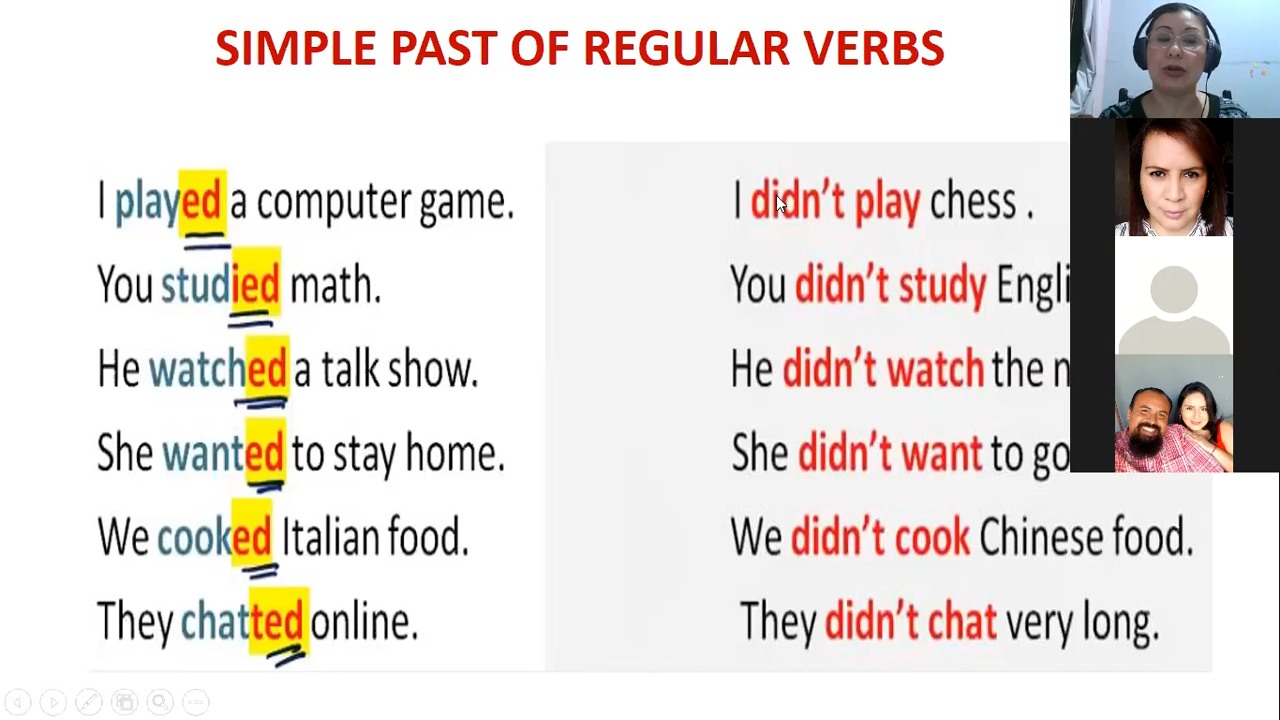 SIMPLE PAST OF REGULAR VERBS
I played a computer game.
You studied math.
He watched a talk show.
She wanted to stay home.
We cooked Italian food.
They chatted online.
I didn't play chess .
You didn't study
He didn't watch the
She didn't want to go
We didn't cook Chinese food.
They didn't chat very long.